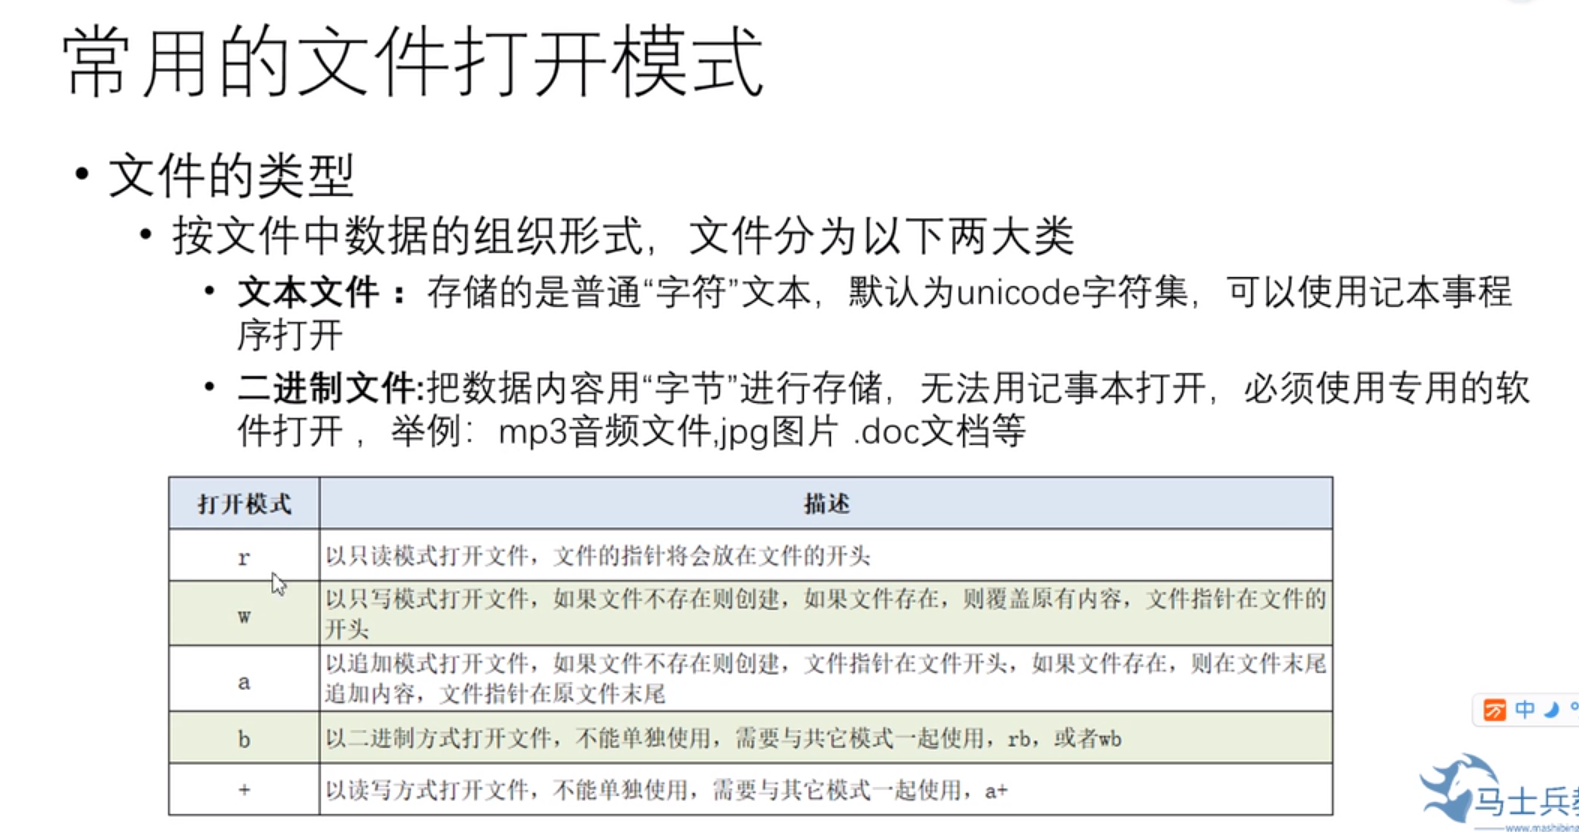 常用的文件打开模式
• 文件的类型
• 按文件中数据的组织形式，文件分为以下两大类
• 文本文件：存储的是普通“字符”文本，默认为unicode字符集，可以使用记本事程
序打开
• 二进制文件:把数据内容用“字节”进行存储，无法用记事本打开，必须使用专用的软
件打开，举例：mp3音频文件,jpg图片 .doc文档等
打开模式 描述
r 以只读模式打开文件，文件的指针将会放在文件的开头
w 以只写模式打开文件，如果文件不存在则创建，如果文件存在，则覆盖原有内容，文件指针在文件的
开头
a 以追加模式打开文件，如果文件不存在则创建，文件指针在文件开头，如果文件存在，则在文件末尾
追加内容，文件指针在原文件末尾
b 以二进制方式打开文件，不能单独使用，需要与共它模式一起使用，rb，或者wb
+ 以读写方式打开文件，不能单独使用，需要与其它模式一起使用，a+
中
马士兵教